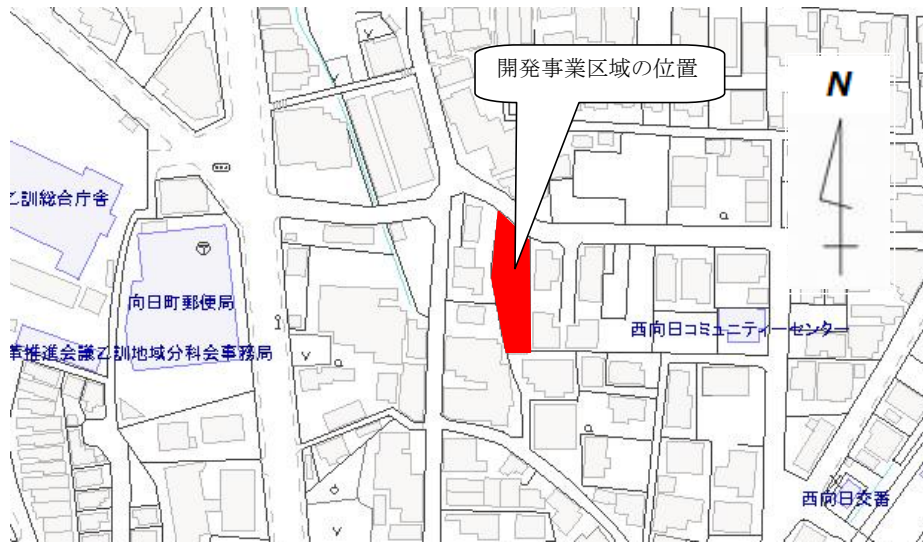 開発事業区域の位置
N
乙訓総合庁舎
向日町郵便局
西向日コミュニティーセンター
革推進会議乙訓地域分科会事務局
西向日交番